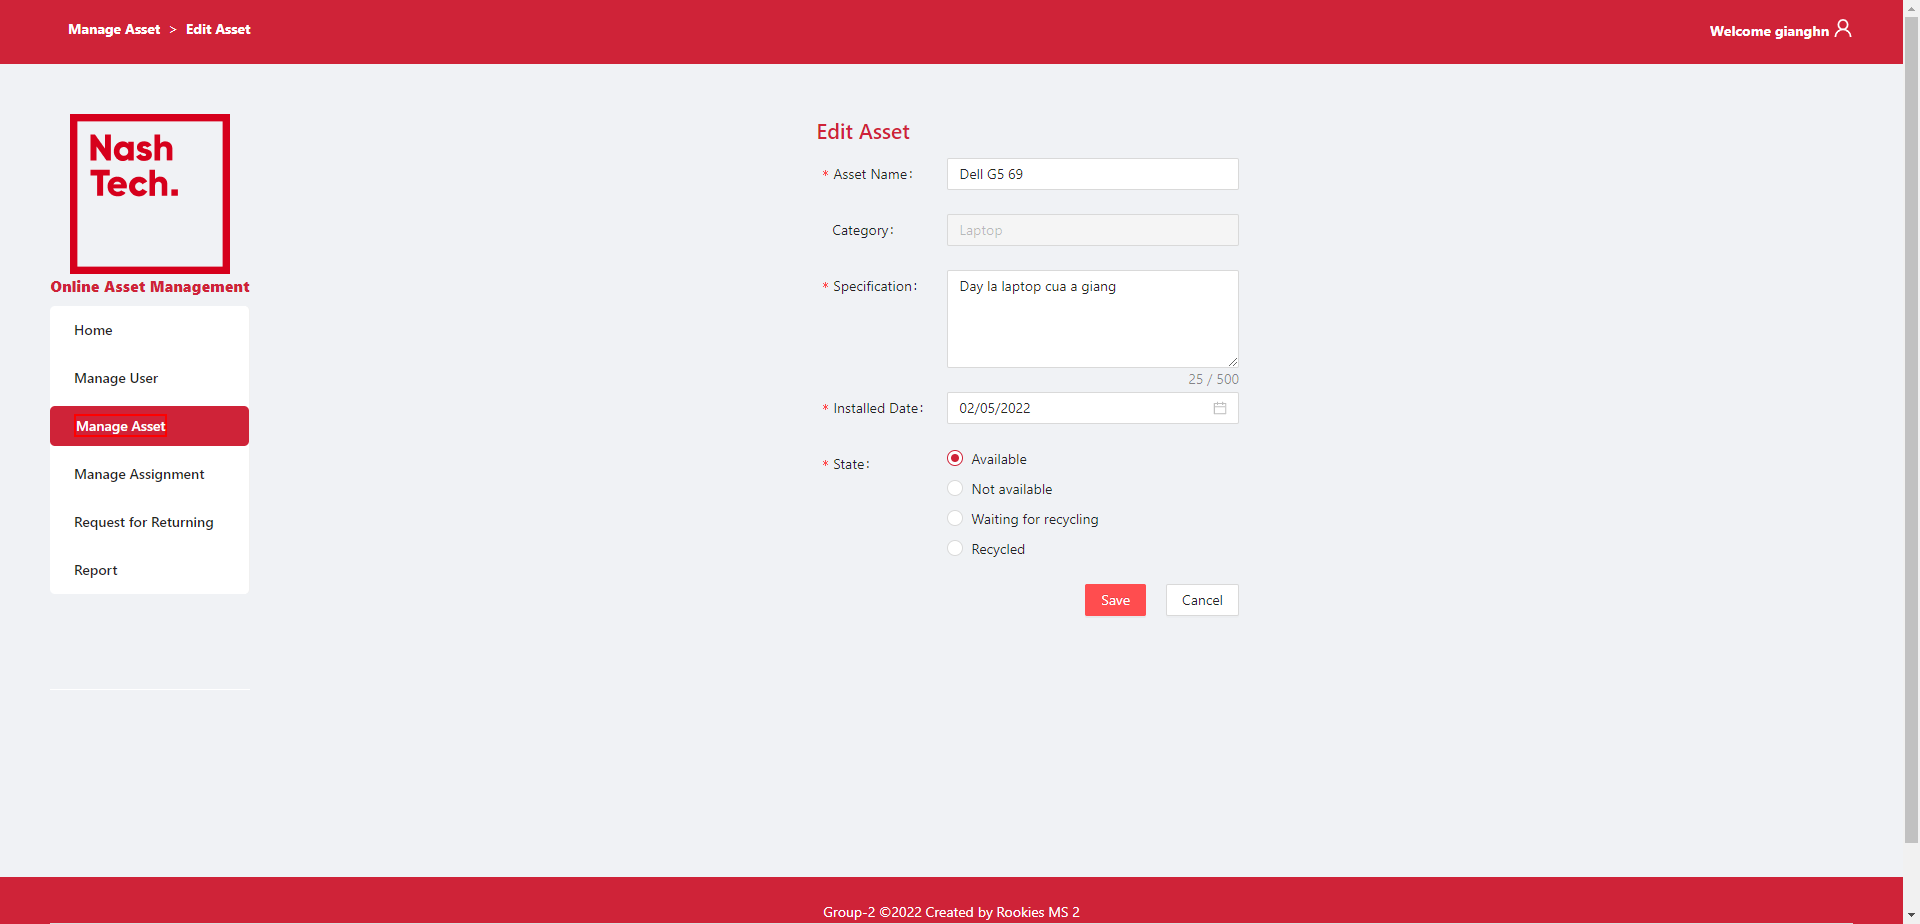 Manage Asset > Edit Asset
Welcome gianghn
Nash
Tech.
Online Asset Management
Home
Manage User
Manage Asset
Manage Assignment
Request for Returning
Report
Edit Asset
* Asset Name: Dell G5 69
Category: Laptop
* Specification: Day la laptop cua a giang
25 / 500
* Installed Date: 02/05/2022
* State: Available
Not available
Waiting for recycling
Recycled
Save Cancel
Group-2 ©2022 Created by Rookies MS 2